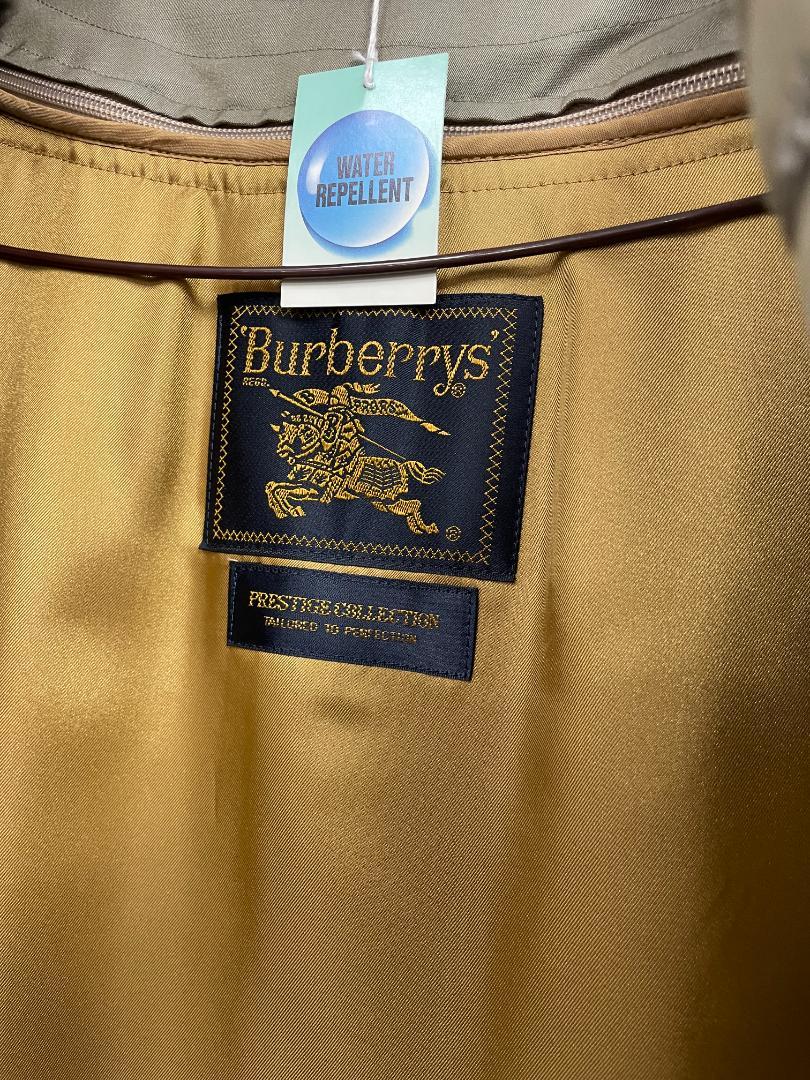 WATER
REPELLENT
'Burberrys'®
REGD.
®
PRESTIGE COLLECTION
TAILORED TO PERFECTION